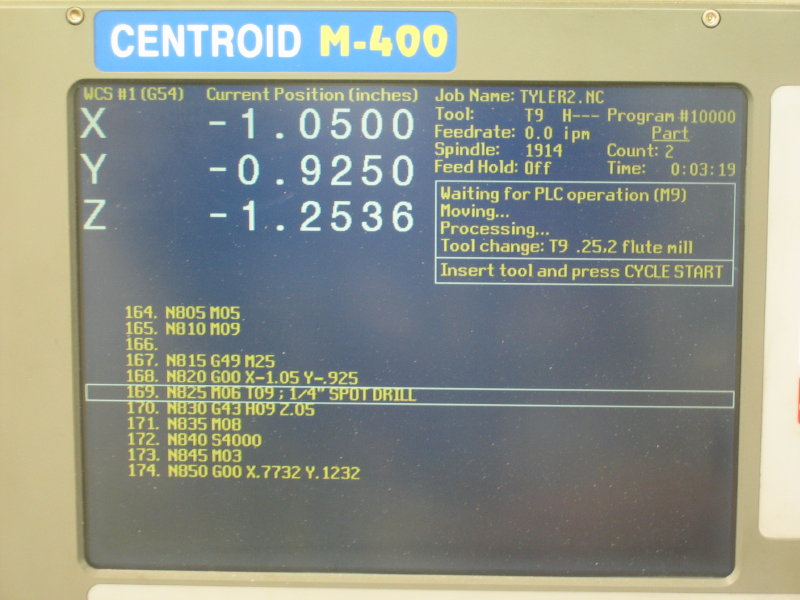 CENTROID M-400
WCS #1 (G54) Current Position (inches)
X -1.0500
Y -0.9250
Z -1.2536
Job Name: TYLER2.NC
Tool: T9 H--- Program #10000
Feedrate: 0.0 ipm Part
Spindle: 1914 Count: 2
Feed Hold: Off Time: 0:03:19
Waiting for PLC operation (M9)
Moving...
Processing...
Tool change: T9 .25,2 flute mill
Insert tool and press CYCLE START
164. N805 M05
165. N810 M09
166.
167. N815 G49 M25
168. N820 G00 X-1.05 Y-.925
169. N825 M06 T09 ; 1/4" SPOT DRILL
170. N830 G43 H09 Z.05
171. N835 M08
172. N840 S4000
173. N845 M03
174. N850 G00 X.7732 Y.1232